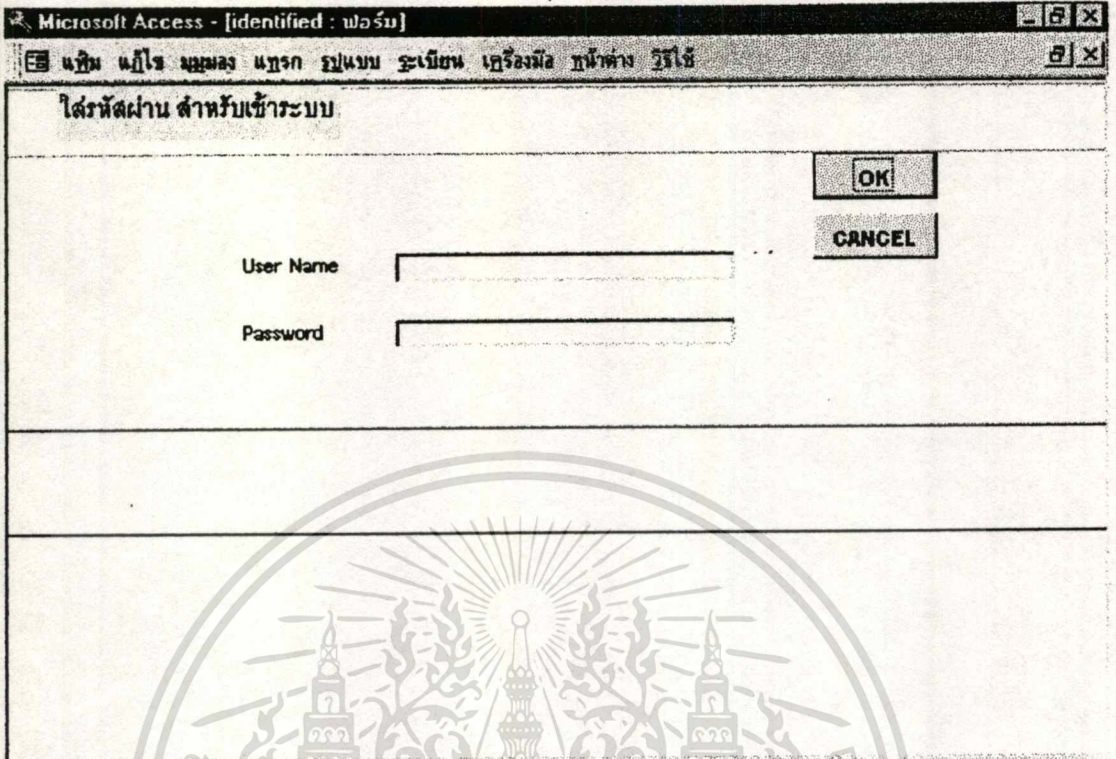 Microsoft Access - [identified : ฟอร์ม]
แฟ้ม แก้ไข มุมมอง แทรก รูปแบบ ระเบียน เครื่องมือ หน้าต่าง วิธีใช้
ใส่รหัสผ่าน สำหรับเข้าระบบ
OK
CANCEL
User Name
Password